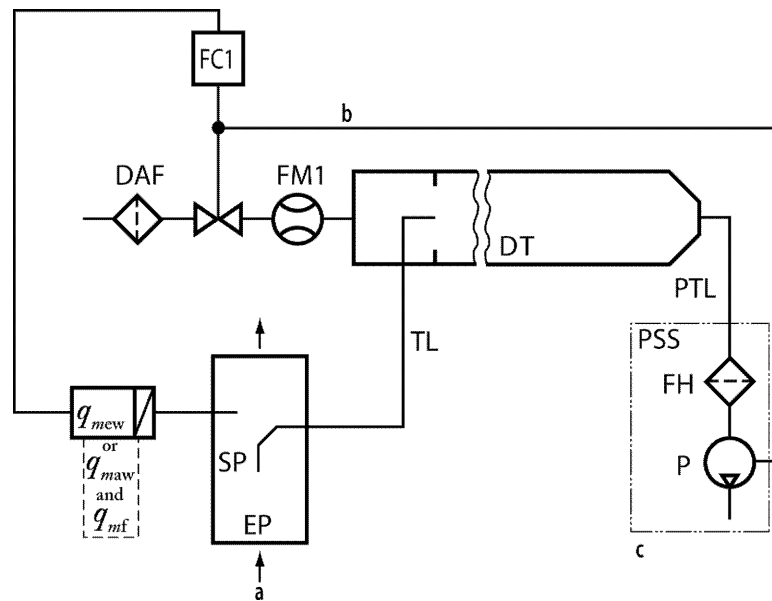 FC1
b
DAF
FM1
DT
PTL
TL
PSS
FH
qmew
or
qmaw
and
qmf
SP
P
EP
c
a